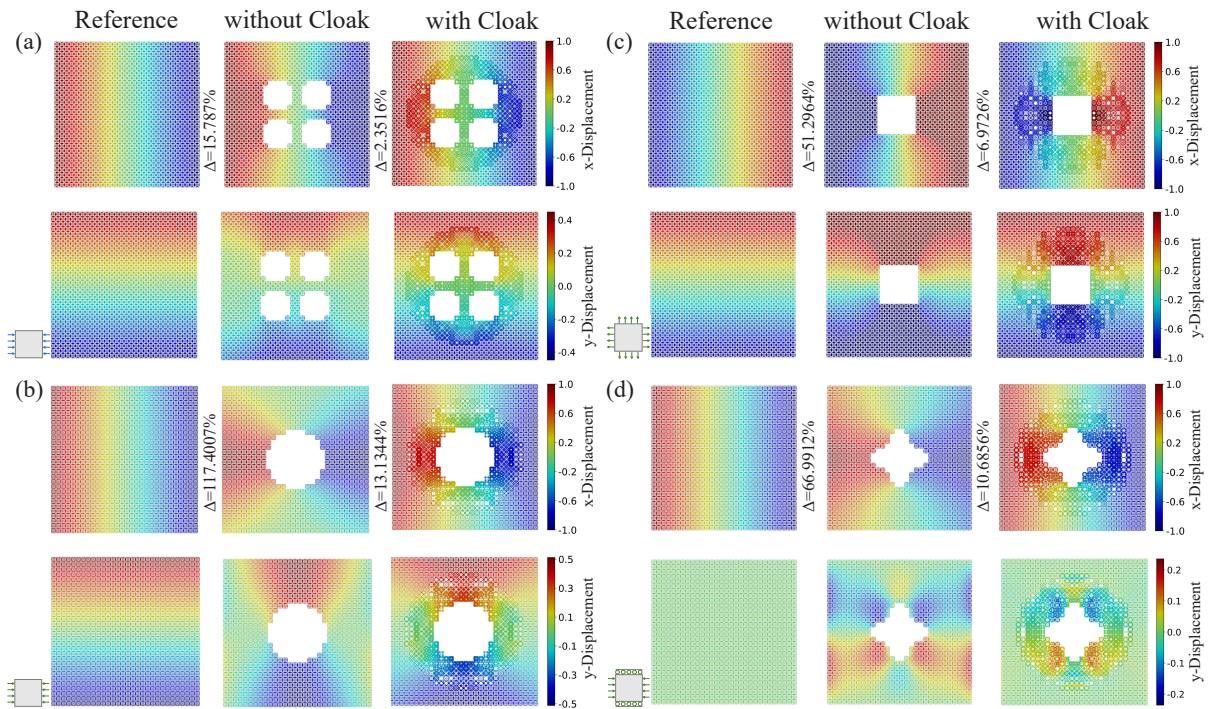 Reference without Cloak with Cloak Reference without Cloak with Cloak
(a)
Δ=15.787%
Δ=2.3516%
1.0
0.6
0.2
-0.2
-0.6
-1.0
x-Displacement
0.4
0.2
0.0
-0.2
-0.4
y-Displacement
(c)
Δ=51.2964%
Δ=6.9726%
1.0
0.6
0.2
-0.2
-0.6
-1.0
x-Displacement
1.0
0.6
0.2
-0.2
-0.6
-1.0
y-Displacement
(b)
Δ=117.4007%
Δ=13.1344%
1.0
0.6
0.2
-0.2
-0.6
-1.0
x-Displacement
0.5
0.3
0.1
-0.1
-0.3
-0.5
y-Displacement
(d)
Δ=66.9912%
Δ=10.6856%
1.0
0.6
0.2
-0.2
-0.6
-1.0
x-Displacement
0.2
0.1
0.0
-0.1
-0.2
y-Displacement